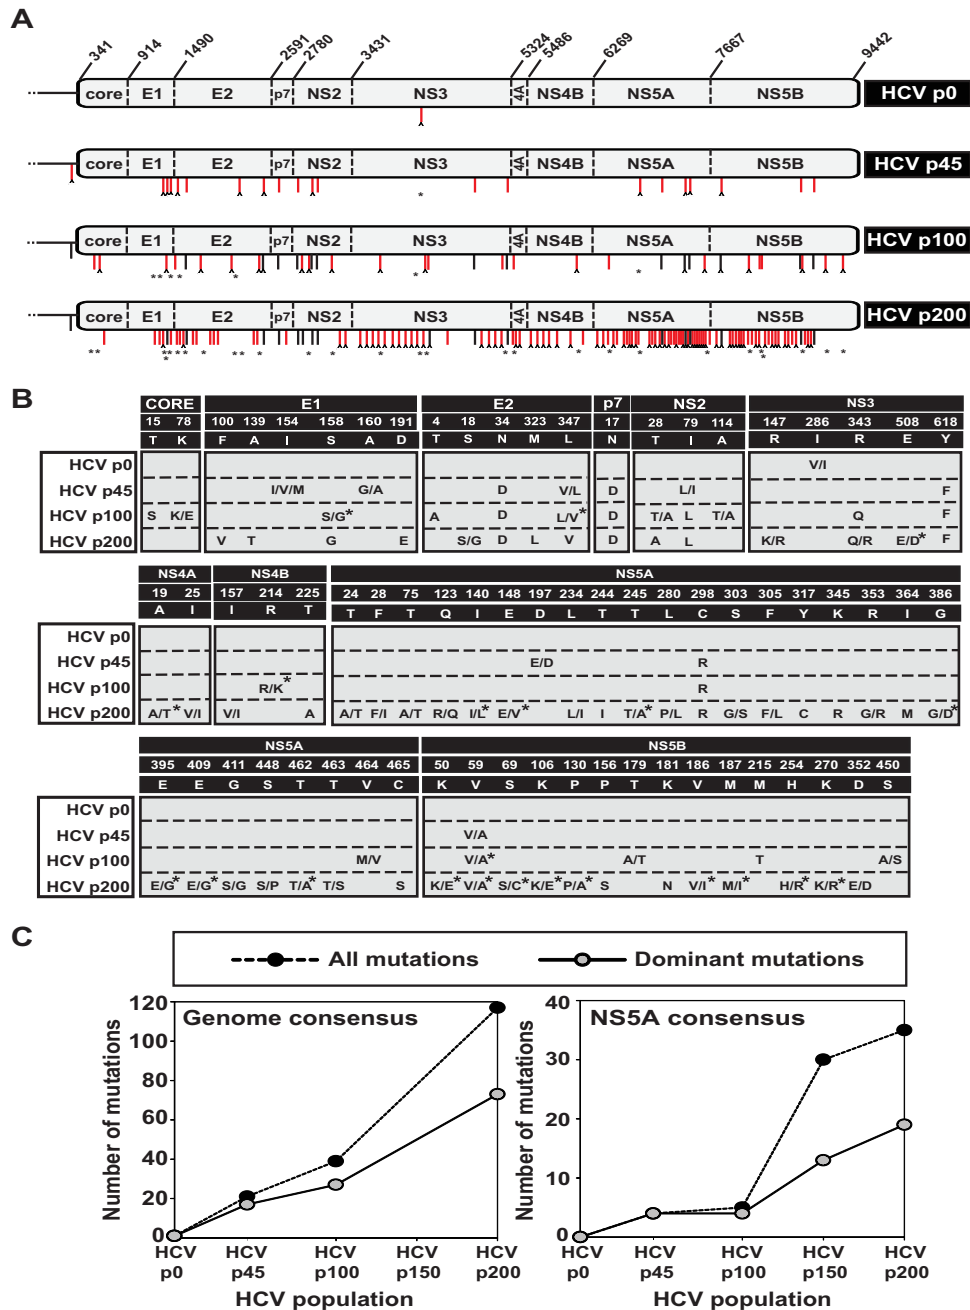 A
341 914 1490 2591 2780 3431 5324 5486 6269 7667 9442
core E1 E2 p7 NS2 NS3 4A NS4B NS5A NS5B HCV p0
core E1 E2 p7 NS2 NS3 4A NS4B NS5A NS5B HCV p45
core E1 E2 p7 NS2 NS3 4A NS4B NS5A NS5B HCV p100
core E1 E2 p7 NS2 NS3 4A NS4B NS5A NS5B HCV p200
B
CORE E1 E2 p7 NS2 NS3
15 78 100 139 154 158 160 191 4 18 34 323 347 17 28 79 114 147 286 343 508 618
T K F A I S A D T S N M L N T I A R I R E Y
HCV p0 V/I
HCV p45 I/V/M G/A D V/L D L/I F
HCV p100 S K/E S/G* A D L/V* D T/A L T/A Q F
HCV p200 V T G E S/G D L V D A L K/R Q/R E/D* F
NS4A NS4B NS5A
19 25 157 214 225 24 28 75 123 140 148 197 234 244 245 280 298 303 305 317 345 353 364 386
A I I R T T F T Q I E D L T T L C S F Y K R I G
HCV p0
HCV p45 E/D R
HCV p100 R/K* R
HCV p200 A/T* V/I V/I A A/T F/I A/T R/Q I/L* E/V* L/I I T/A* P/L R G/S F/L C R G/R M G/D*
NS5A NS5B
395 409 411 448 462 463 464 465 50 59 69 106 130 156 179 181 186 187 215 254 270 352 450
E E G S T T V C K V S K P P T K V M M H K D S
HCV p0
HCV p45 V/A
HCV p100 M/V V/A* A/T T A/S
HCV p200 E/G* E/G* S/G S/P T/A* T/S S K/E* V/A* S/C* K/E* P/A* S N V/I* M/I* H/R* K/R* E/D
C
All mutations Dominant mutations
Genome consensus
Number of mutations
120
100
80
60
40
20
0
HCV p0 HCV p45 HCV p100 HCV p150 HCV p200
HCV population
NS5A consensus
Number of mutations
40
30
20
10
0
HCV p0 HCV p45 HCV p100 HCV p150 HCV p200
HCV population